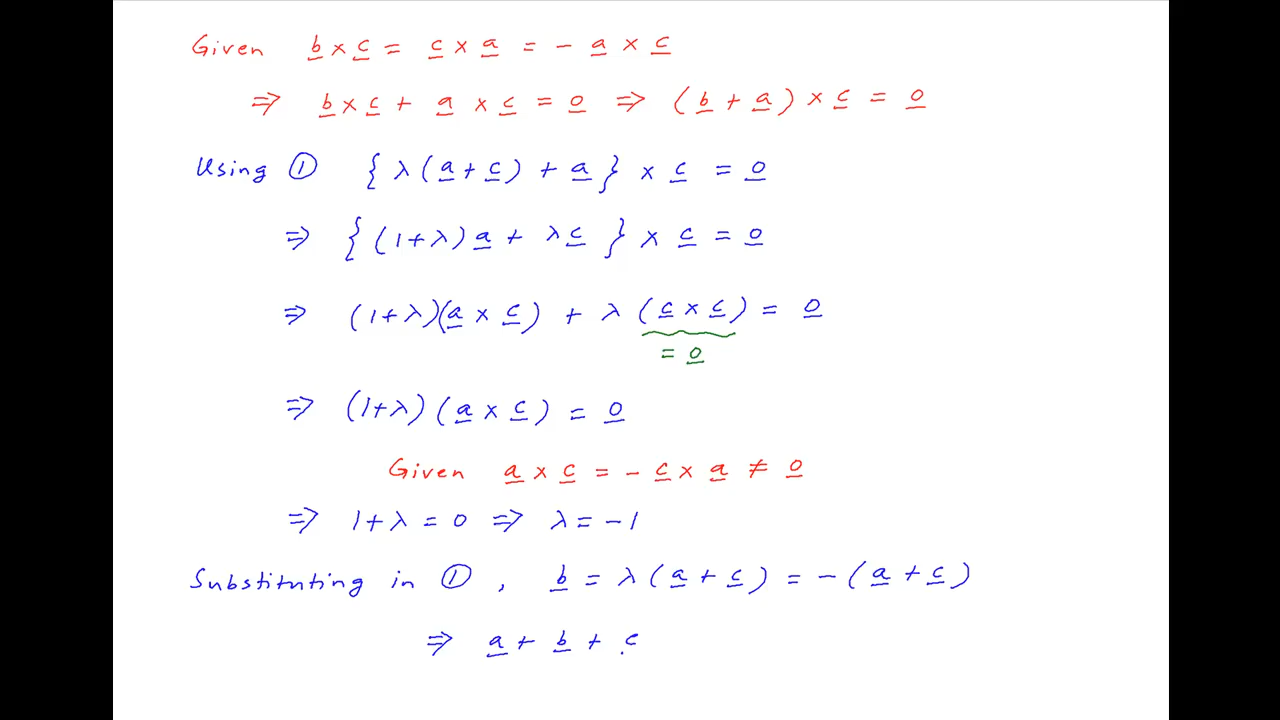 Given b × c = c × a = - a × c
⇒ b × c + a × c = 0 ⇒ (b + a) × c = 0
Using ① {λ(a + c) + a} × c = 0
⇒ {(1+λ)a + λc} × c = 0
⇒ (1+λ)(a × c) + λ(c × c) = 0
= 0
⇒ (1+λ)(a × c) = 0
Given a × c = - c × a ≠ 0
⇒ 1+λ = 0 ⇒ λ = -1
Substituting in ①, b = λ(a + c) = -(a + c)
⇒ a + b + c